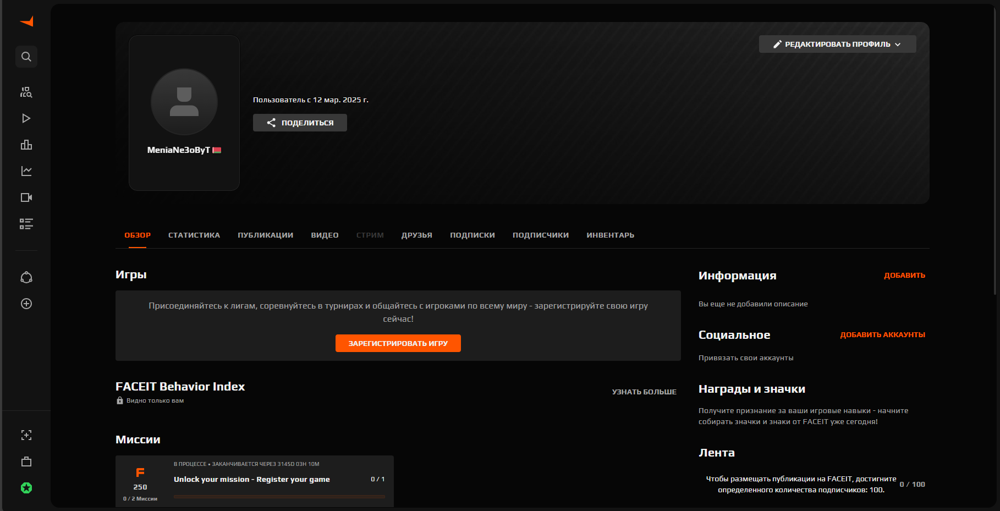 РЕДАКТИРОВАТЬ ПРОФИЛЬ
Пользователь с 12 мар. 2025 г.
ПОДЕЛИТЬСЯ
MeniaNe3oByT
ОБЗОР СТАТИСТИКА ПУБЛИКАЦИИ ВИДЕО СТРИМ ДРУЗЬЯ ПОДПИСКИ ПОДПИСЧИКИ ИНВЕНТАРЬ
Игры
Присоединяйтесь к лигам, соревнуйтесь в турнирах и общайтесь с игроками по всему миру - зарегистрируйте свою игру
сейчас!
ЗАРЕГИСТРИРОВАТЬ ИГРУ
FACEIT Behavior Index
Видно только вам
УЗНАТЬ БОЛЬШЕ
Миссии
В ПРОЦЕССЕ • ЗАКАНЧИВАЕТСЯ ЧЕРЕЗ 3145D 03H 10M
F
250
0 / 2 Миссии
Unlock your mission - Register your game
0 / 1
Информация
ДОБАВИТЬ
Вы еще не добавили описание
Социальное
ДОБАВИТЬ АККАУНТЫ
Привязать свои аккаунты
Награды и значки
Получите признание за ваши игровые навыки - начните
собирать значки и знаки от FACEIT уже сегодня!
Лента
Чтобы размещать публикации на FACEIT, достигните
определенного количества подписчиков: 100.
0 / 100